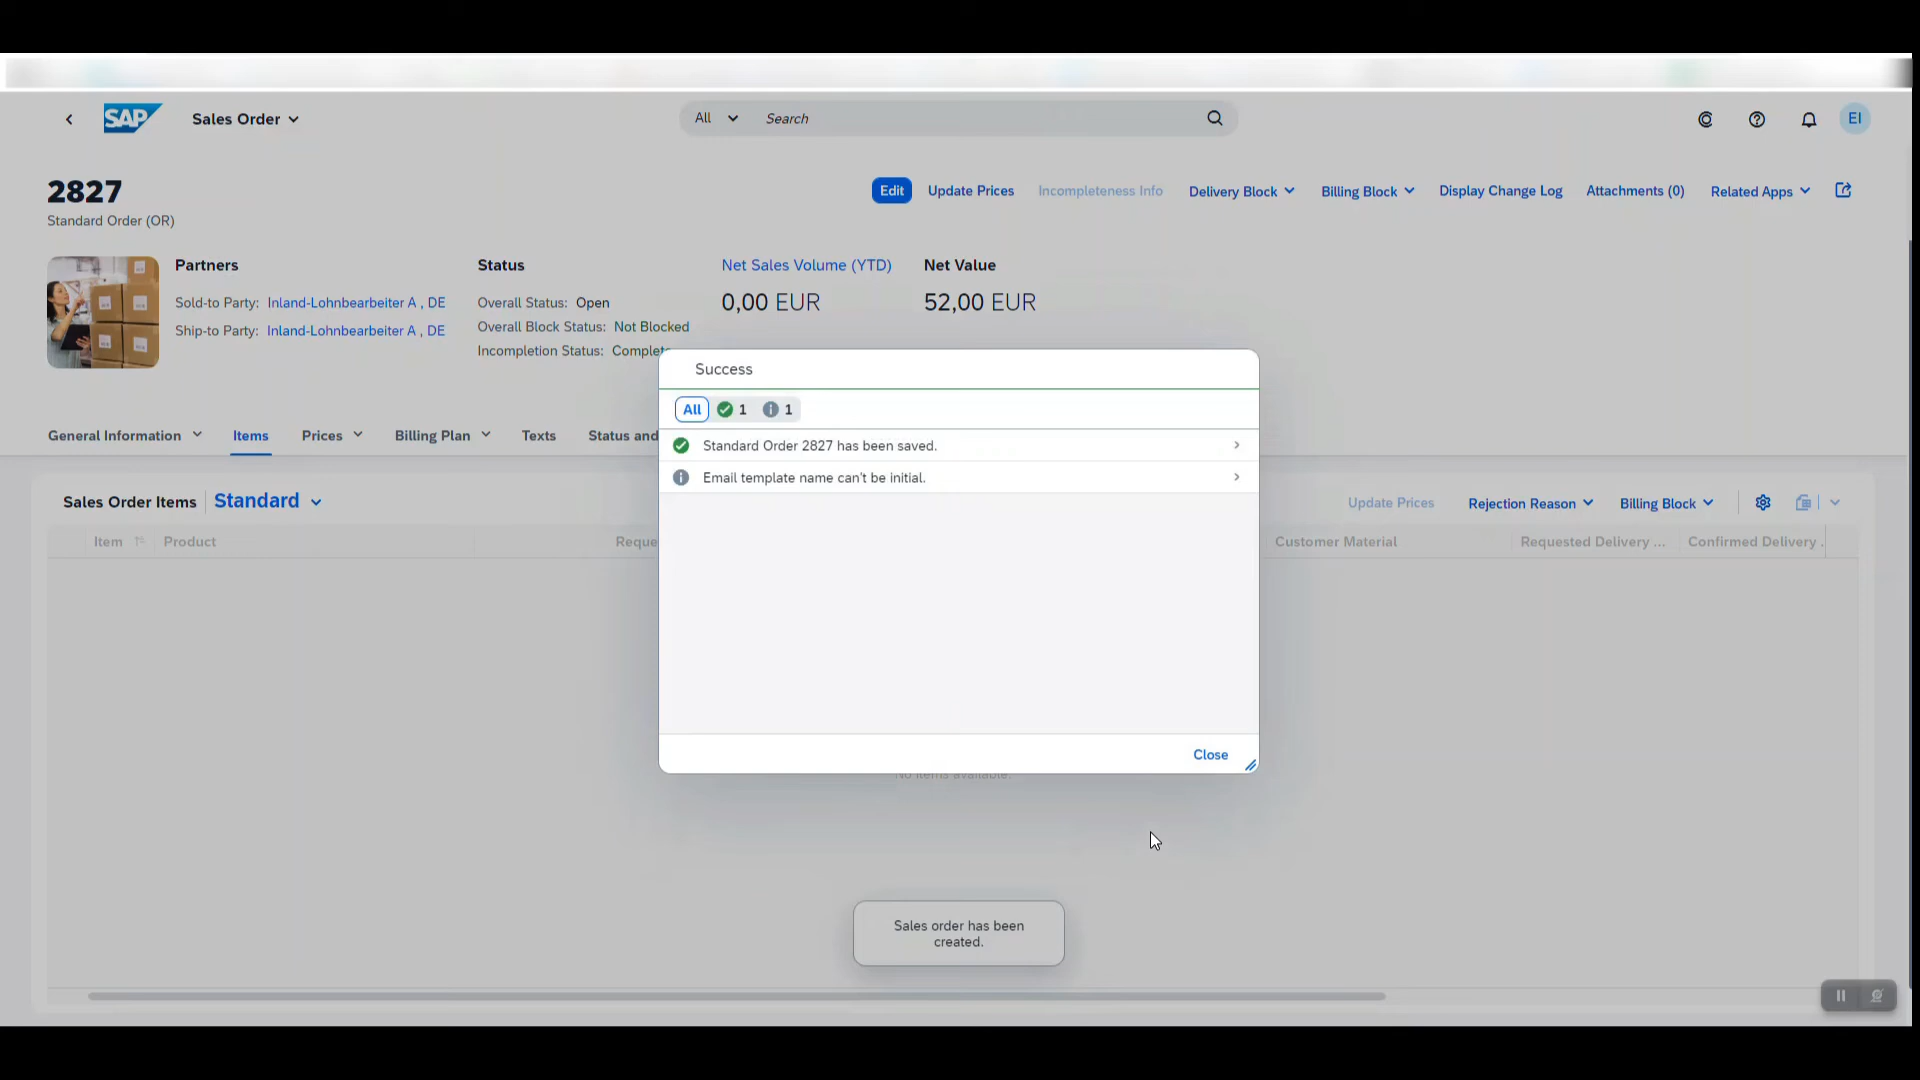 SAP
Sales Order
All
Search
EI
2827
Standard Order (OR)
Edit
Update Prices
Incompleteness Info
Delivery Block
Billing Block
Display Change Log
Attachments (0)
Related Apps
Partners
Sold-to Party: Inland-Lohnbearbeiter A , DE
Ship-to Party: Inland-Lohnbearbeiter A , DE
Status
Overall Status: Open
Overall Block Status: Not Blocked
Incompletion Status: Complete
Net Sales Volume (YTD)
0,00 EUR
Net Value
52,00 EUR
General Information
Items
Prices
Billing Plan
Texts
Status and
Success
All
1
1
Standard Order 2827 has been saved.
Email template name can't be initial.
Close
Sales Order Items
Standard
Update Prices
Rejection Reason
Billing Block
Item
Product
Reque
Customer Material
Requested Delivery ...
Confirmed Delivery .
No items available.
Sales order has been
created.